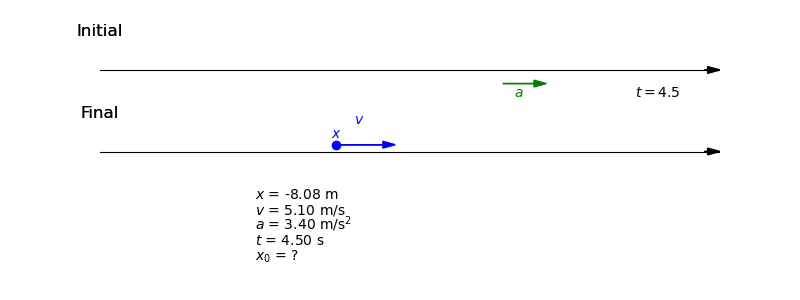 Initial
a
t = 4.5
Final
v
x
x = -8.08 m
v = 5.10 m/s
a = 3.40 m/s²
t = 4.50 s
x₀ = ?